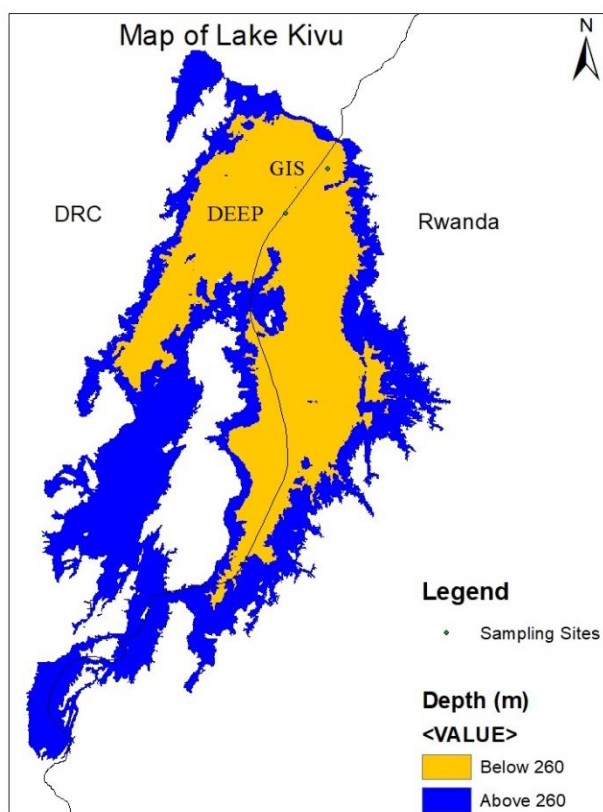 Map of Lake Kivu
N
GIS
DEEP
DRC
Rwanda
Legend
Sampling Sites
Depth (m)
<VALUE>
Below 260
Above 260